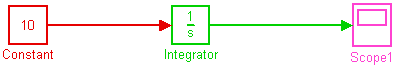 10
1
s
Constant
Integrator
Scope1